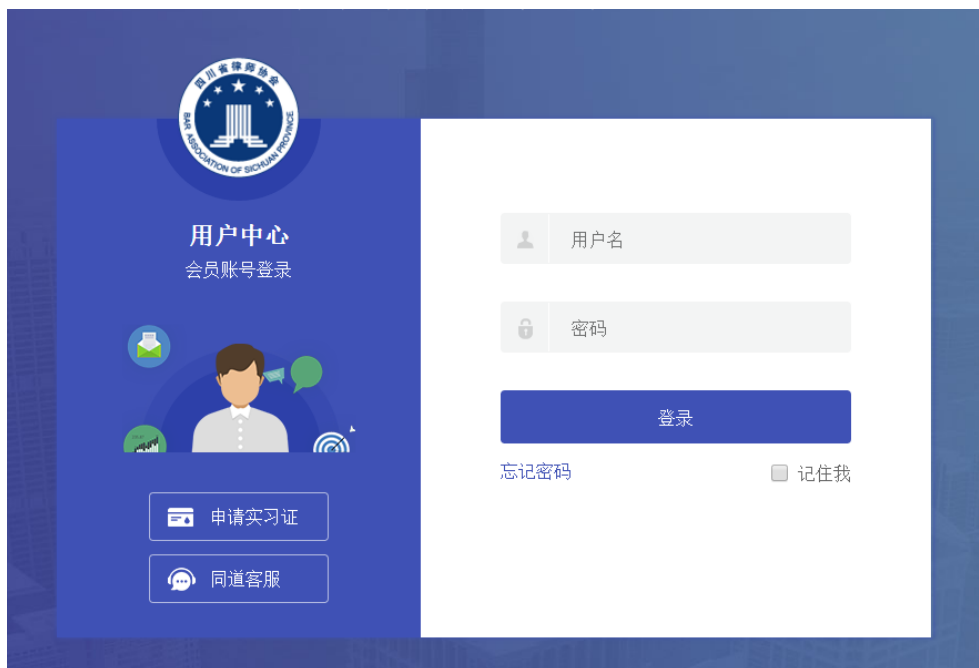 四川省律师协会
BAR ASSOCIATION OF SICHUAN PROVINCE
用户中心
会员账号登录
申请实习证
同道客服
用户名
密码
登录
忘记密码
记住我